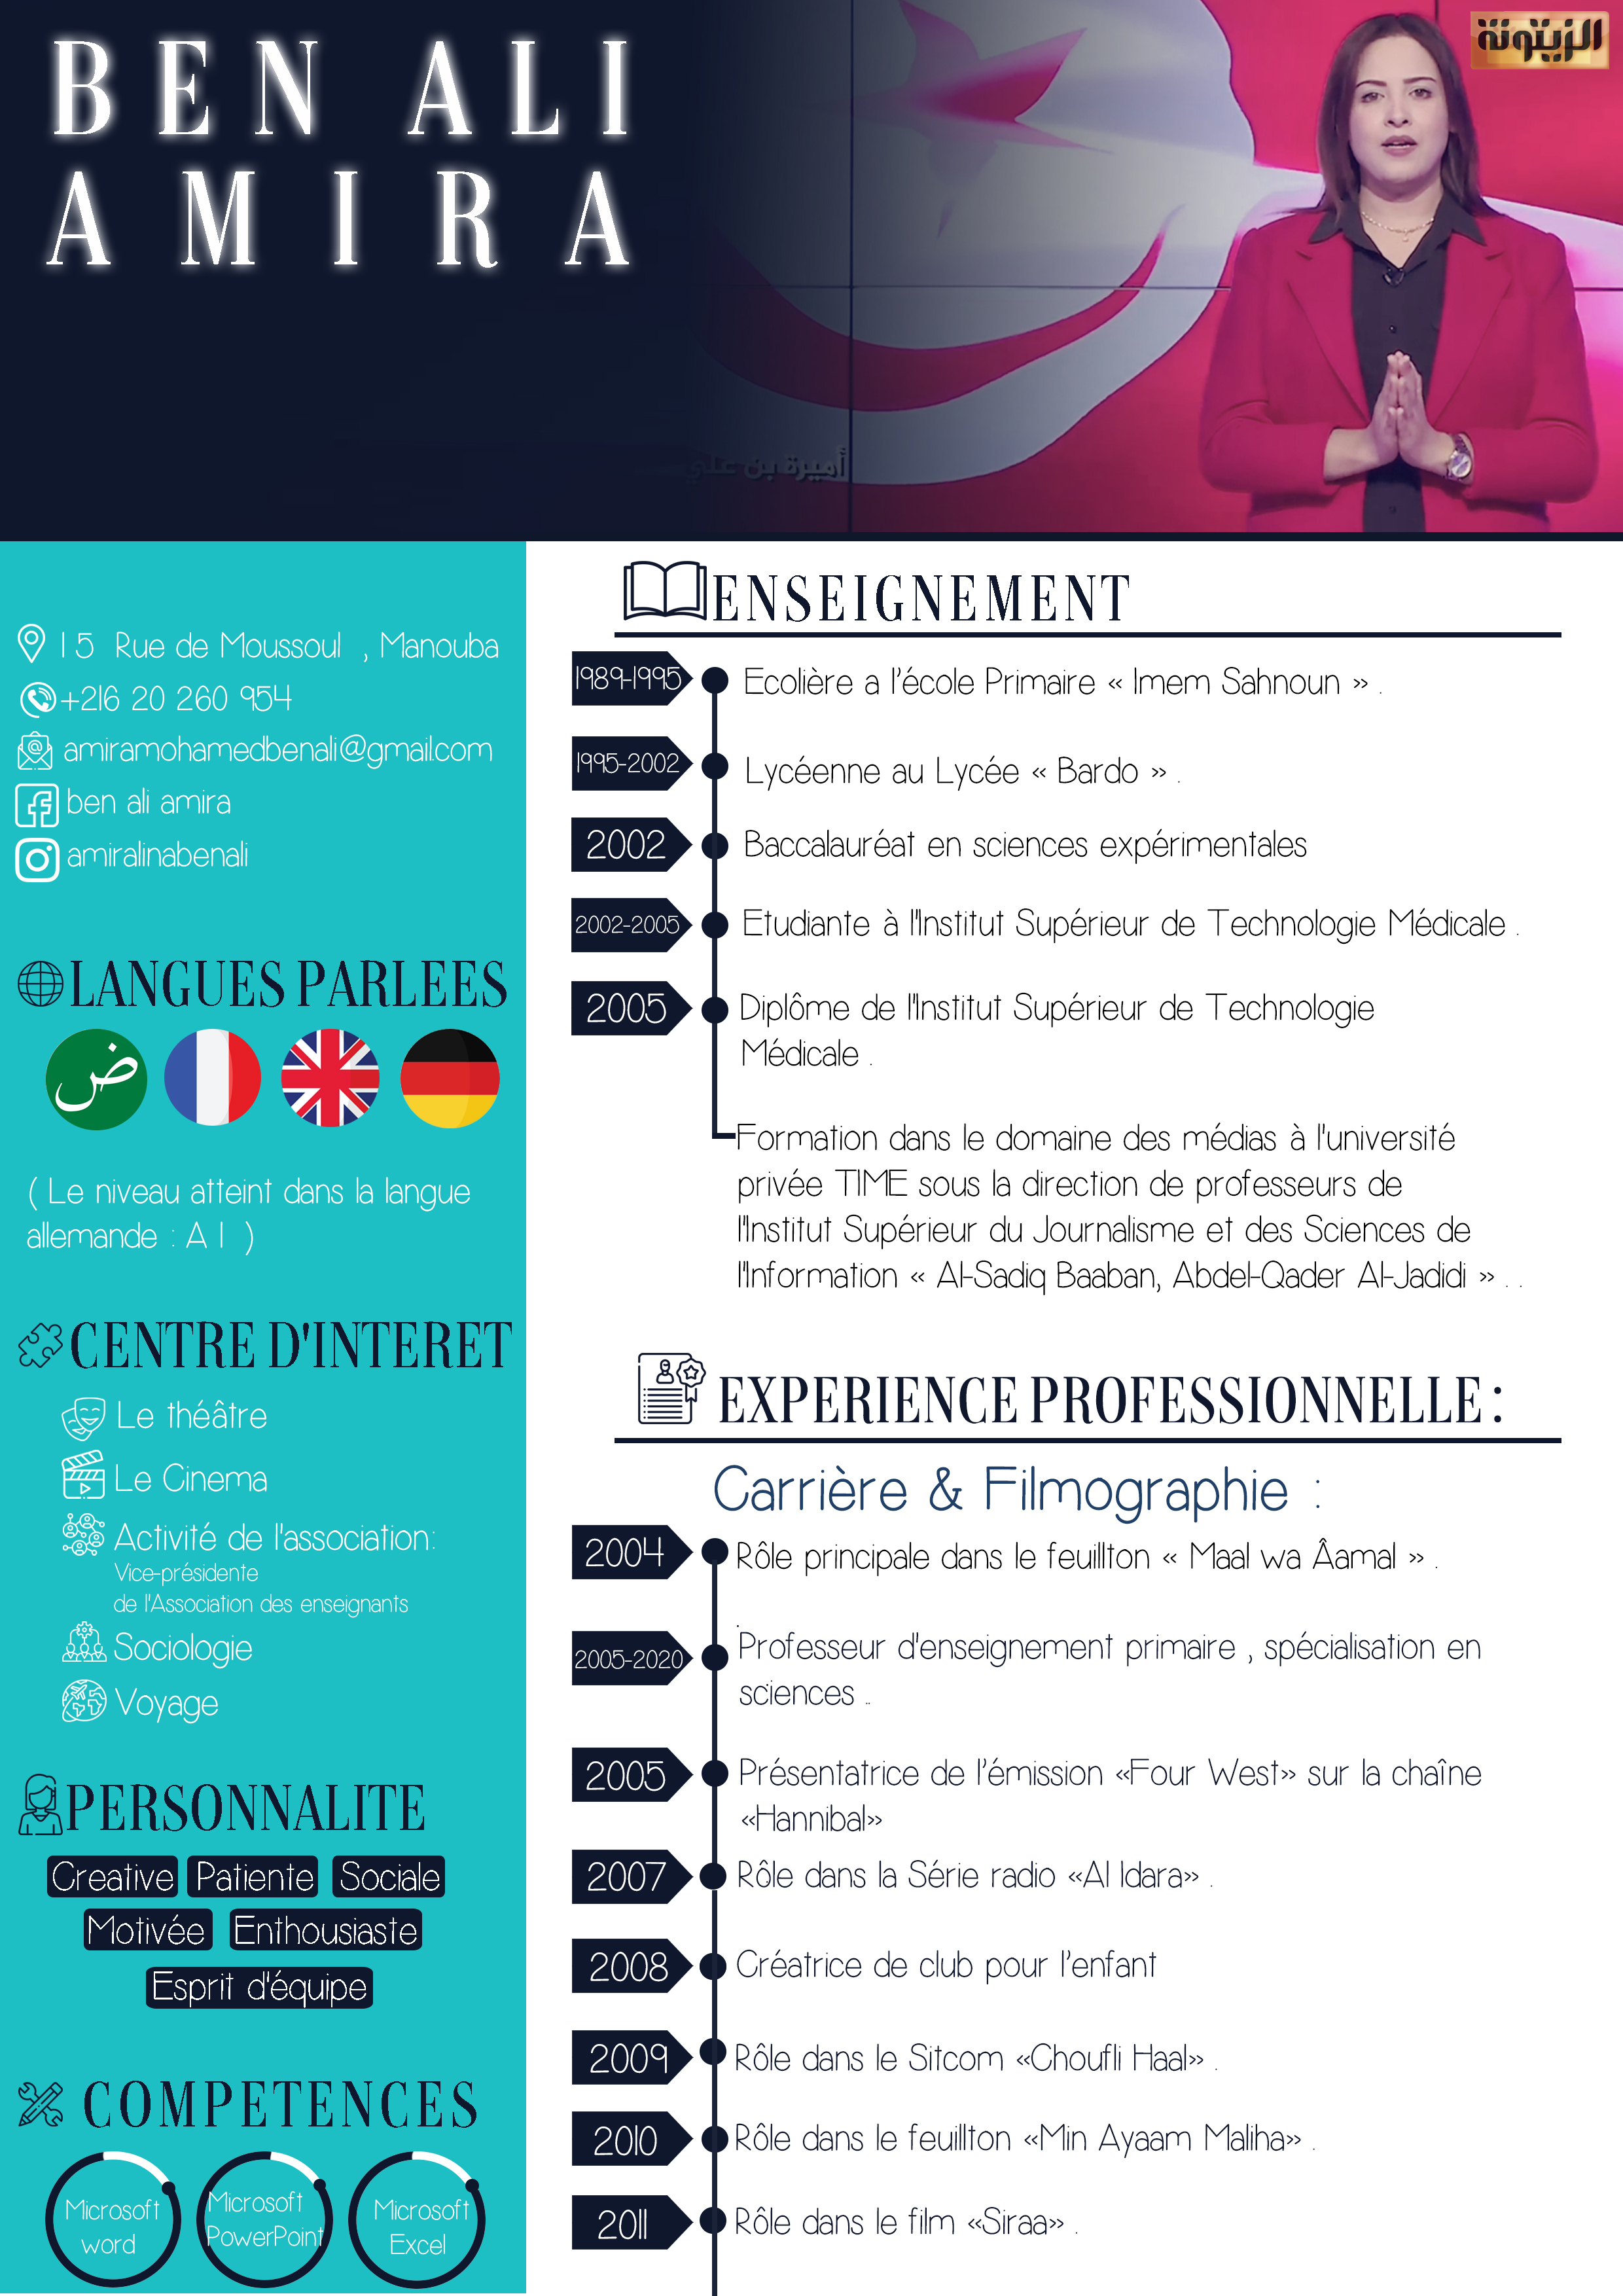 BEN ALI
AMIRA
الزيتونة
أميرة بن علي
15 Rue de Moussoul , Manouba
+216 20 260 954
amiramohamedbenali@gmail.com
ben ali amira
amiralinabenali
LANGUES PARLEES
ض
( Le niveau atteint dans la langue
allemande : A 1 )
CENTRE D'INTERET
Le théâtre
Le Cinema
Activité de l'association:
Vice-présidente
de l'Association des enseignants
Sociologie
Voyage
PERSONNALITE
Creative Patiente Sociale
Motivée Enthousiaste
Esprit d'équipe
COMPETENCES
Microsoft
word
Microsoft
PowerPoint
Microsoft
Excel
ENSEIGNEMENT
1989-1995 Ecolière a l'école Primaire « Imem Sahnoun » .
1995-2002 Lycéenne au Lycée « Bardo » .
2002 Baccalauréat en sciences expérimentales
2002-2005 Etudiante à l'Institut Supérieur de Technologie Médicale .
2005 Diplôme de l'Institut Supérieur de Technologie
Médicale .
Formation dans le domaine des médias à l'université
privée TIME sous la direction de professeurs de
l'Institut Supérieur du Journalisme et des Sciences de
l'Information « Al-Sadiq Baaban, Abdel-Qader Al-Jadidi » . .
EXPERIENCE PROFESSIONNELLE :
Carrière & Filmographie :
2004 Rôle principale dans le feuillton « Maal wa Âamal » .
.
2005-2020 Professeur d'enseignement primaire , spécialisation en
sciences ..
2005 Présentatrice de l'émission «Four West» sur la chaîne
«Hannibal»
2007 Rôle dans la Série radio «Al Idara» .
2008 Créatrice de club pour l'enfant
2009 Rôle dans le Sitcom «Choufli Haal» .
2010 Rôle dans le feuillton «Min Ayaam Maliha» .
2011 Rôle dans le film «Siraa» .